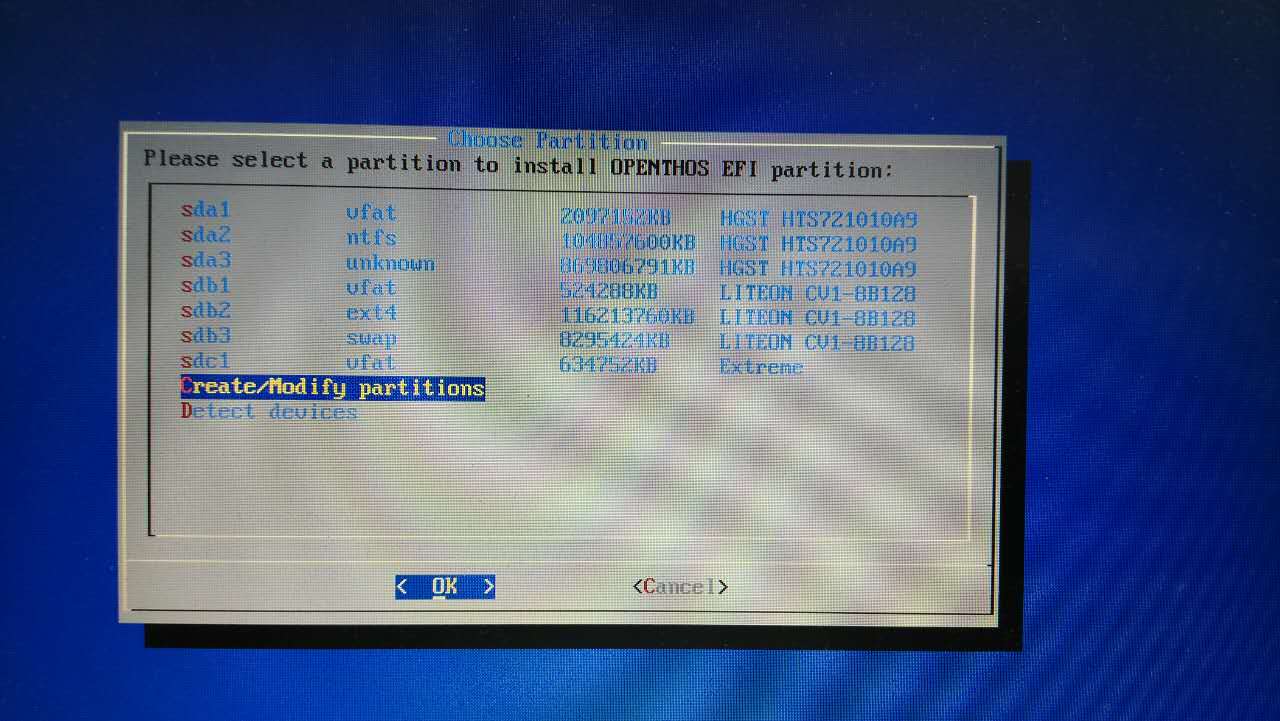 Choose Partition
Please select a partition to install OPENTHOS EFI partition:
sda1 vfat 2097152KB HGST HTS721010A9
sda2 ntfs 104857600KB HGST HTS721010A9
sda3 unknown 869806791KB HGST HTS721010A9
sdb1 vfat 524288KB LITEON CV1-8B128
sdb2 ext4 116213760KB LITEON CV1-8B128
sdb3 swap 8295424KB LITEON CV1-8B128
sdc1 vfat 634752KB Extreme
Create/Modify partitions
Detect devices
< OK > <Cancel>